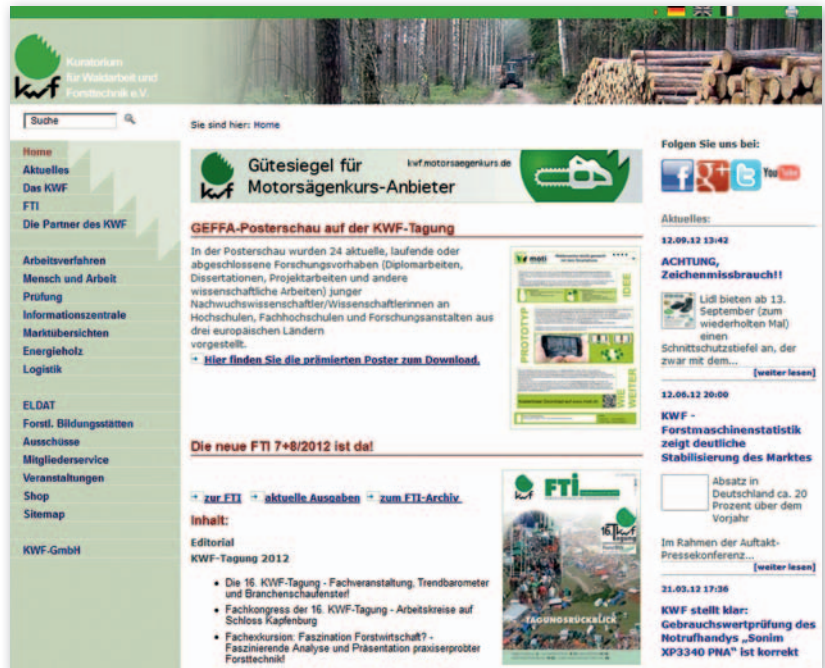 Kuratorium
für Waldarbeit und
Forsttechnik e.V.
kwf
Suche
Sie sind hier: Home
Home
Aktuelles
Das KWF
FTI
Die Partner des KWF
Arbeitsverfahren
Mensch und Arbeit
Prüfung
Informationszentrale
Marktübersichten
Energieholz
Logistik
ELDAT
Forstl. Bildungsstätten
Ausschüsse
Mitgliederservice
Veranstaltungen
Shop
Sitemap
KWF-GmbH
kwf
Gütesiegel für
Motorsägenkurs-Anbieter
kwf.motorsaegenkurs.de
GEFFA-Posterschau auf der KWF-Tagung
In der Posterschau wurden 24 aktuelle, laufende oder
abgeschlossene Forschungsvorhaben (Diplomarbeiten,
Dissertationen, Projektarbeiten und andere
wissenschaftliche Arbeiten) junger
Nachwuchswissenschaftler/Wissenschaftlerinnen an
Hochschulen, Fachhochschulen und Forschungsanstalten aus
drei europäischen Ländern
vorgestellt.
Hier finden Sie die prämierten Poster zum Download.
moti
IDEE
PROTOTYP
WIE
WEITER
Die neue FTI 7+8/2012 ist da!
zur FTI aktuelle Ausgaben zum FTI-Archiv
Inhalt:
Editorial
KWF-Tagung 2012
Die 16. KWF-Tagung - Fachveranstaltung, Trendbarometer
und Branchenschaufenster!
Fachkongress der 16. KWF-Tagung - Arbeitskreise auf
Schloss Kapfenburg
Fachexkursion: Faszination Forstwirtschaft? -
Faszinierende Analyse und Präsentation praxiserprobter
Forsttechnik!
kwf FTI
16. kwf
Tagung
TAGUNGSRÜCKBLICK
Folgen Sie uns bei:
You Tube
Aktuelles:
12.09.12 13:42
ACHTUNG,
Zeichenmissbrauch!!
Lidl bieten ab 13.
September (zum
wiederholten Mal)
einen
Schnittschutzstiefel an, der
zwar mit dem...
[weiter lesen]
12.06.12 20:00
KWF -
Forstmaschinenstatistik
zeigt deutliche
Stabilisierung des Marktes
Absatz in
Deutschland ca. 20
Prozent über dem
Vorjahr
Im Rahmen der Auftakt-
Pressekonferenz...
[weiter lesen]
21.03.12 17:36
KWF stellt klar:
Gebrauchswertprüfung des
Notrufhandys „Sonim
XP3340 PNA" ist korrekt